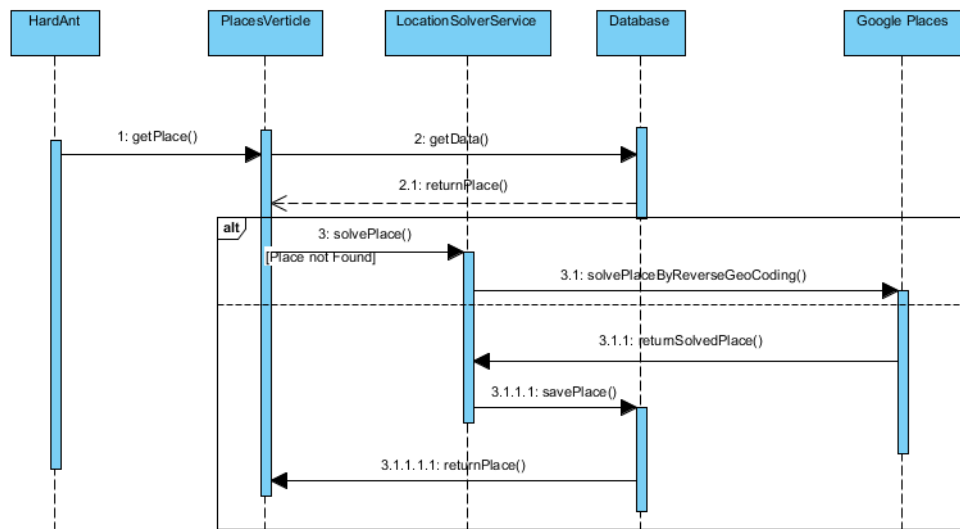 HardAnt
PlacesVerticle
LocationSolverService
Database
Google Places
1: getPlace()
2: getData()
2.1: returnPlace()
alt
3: solvePlace()
[Place not Found]
3.1: solvePlaceByReverseGeoCoding()
3.1.1: returnSolvedPlace()
3.1.1.1: savePlace()
3.1.1.1.1: returnPlace()